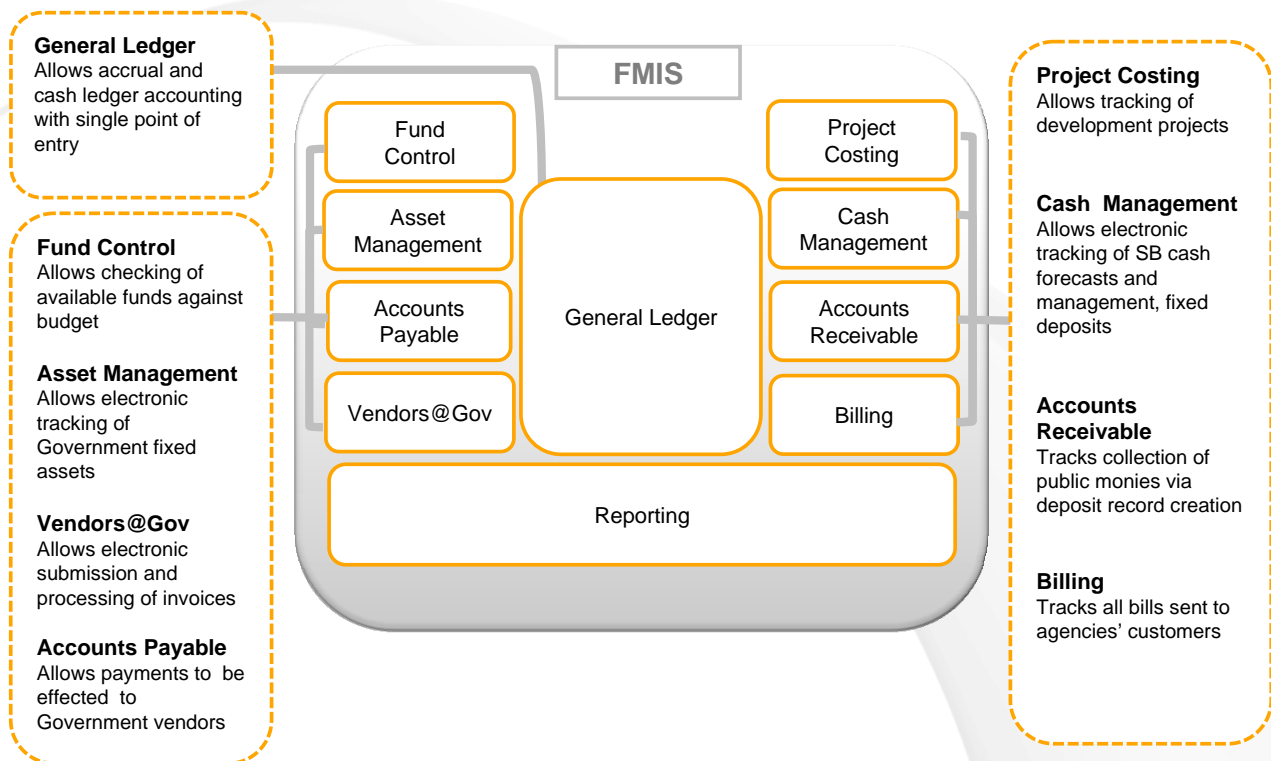 General Ledger
Allows accrual and
cash ledger accounting
with single point of
entry
Fund Control
Allows checking of
available funds against
budget
Asset Management
Allows electronic
tracking of
Government fixed
assets
Vendors@Gov
Allows electronic
submission and
processing of invoices
Accounts Payable
Allows payments to be
effected to
Government vendors
FMIS
Fund
Control
Asset
Management
Accounts
Payable
Vendors@Gov
General Ledger
Project
Costing
Cash
Management
Accounts
Receivable
Billing
Reporting
Project Costing
Allows tracking of
development projects
Cash Management
Allows electronic
tracking of SB cash
forecasts and
management, fixed
deposits
Accounts
Receivable
Tracks collection of
public monies via
deposit record creation
Billing
Tracks all bills sent to
agencies’ customers